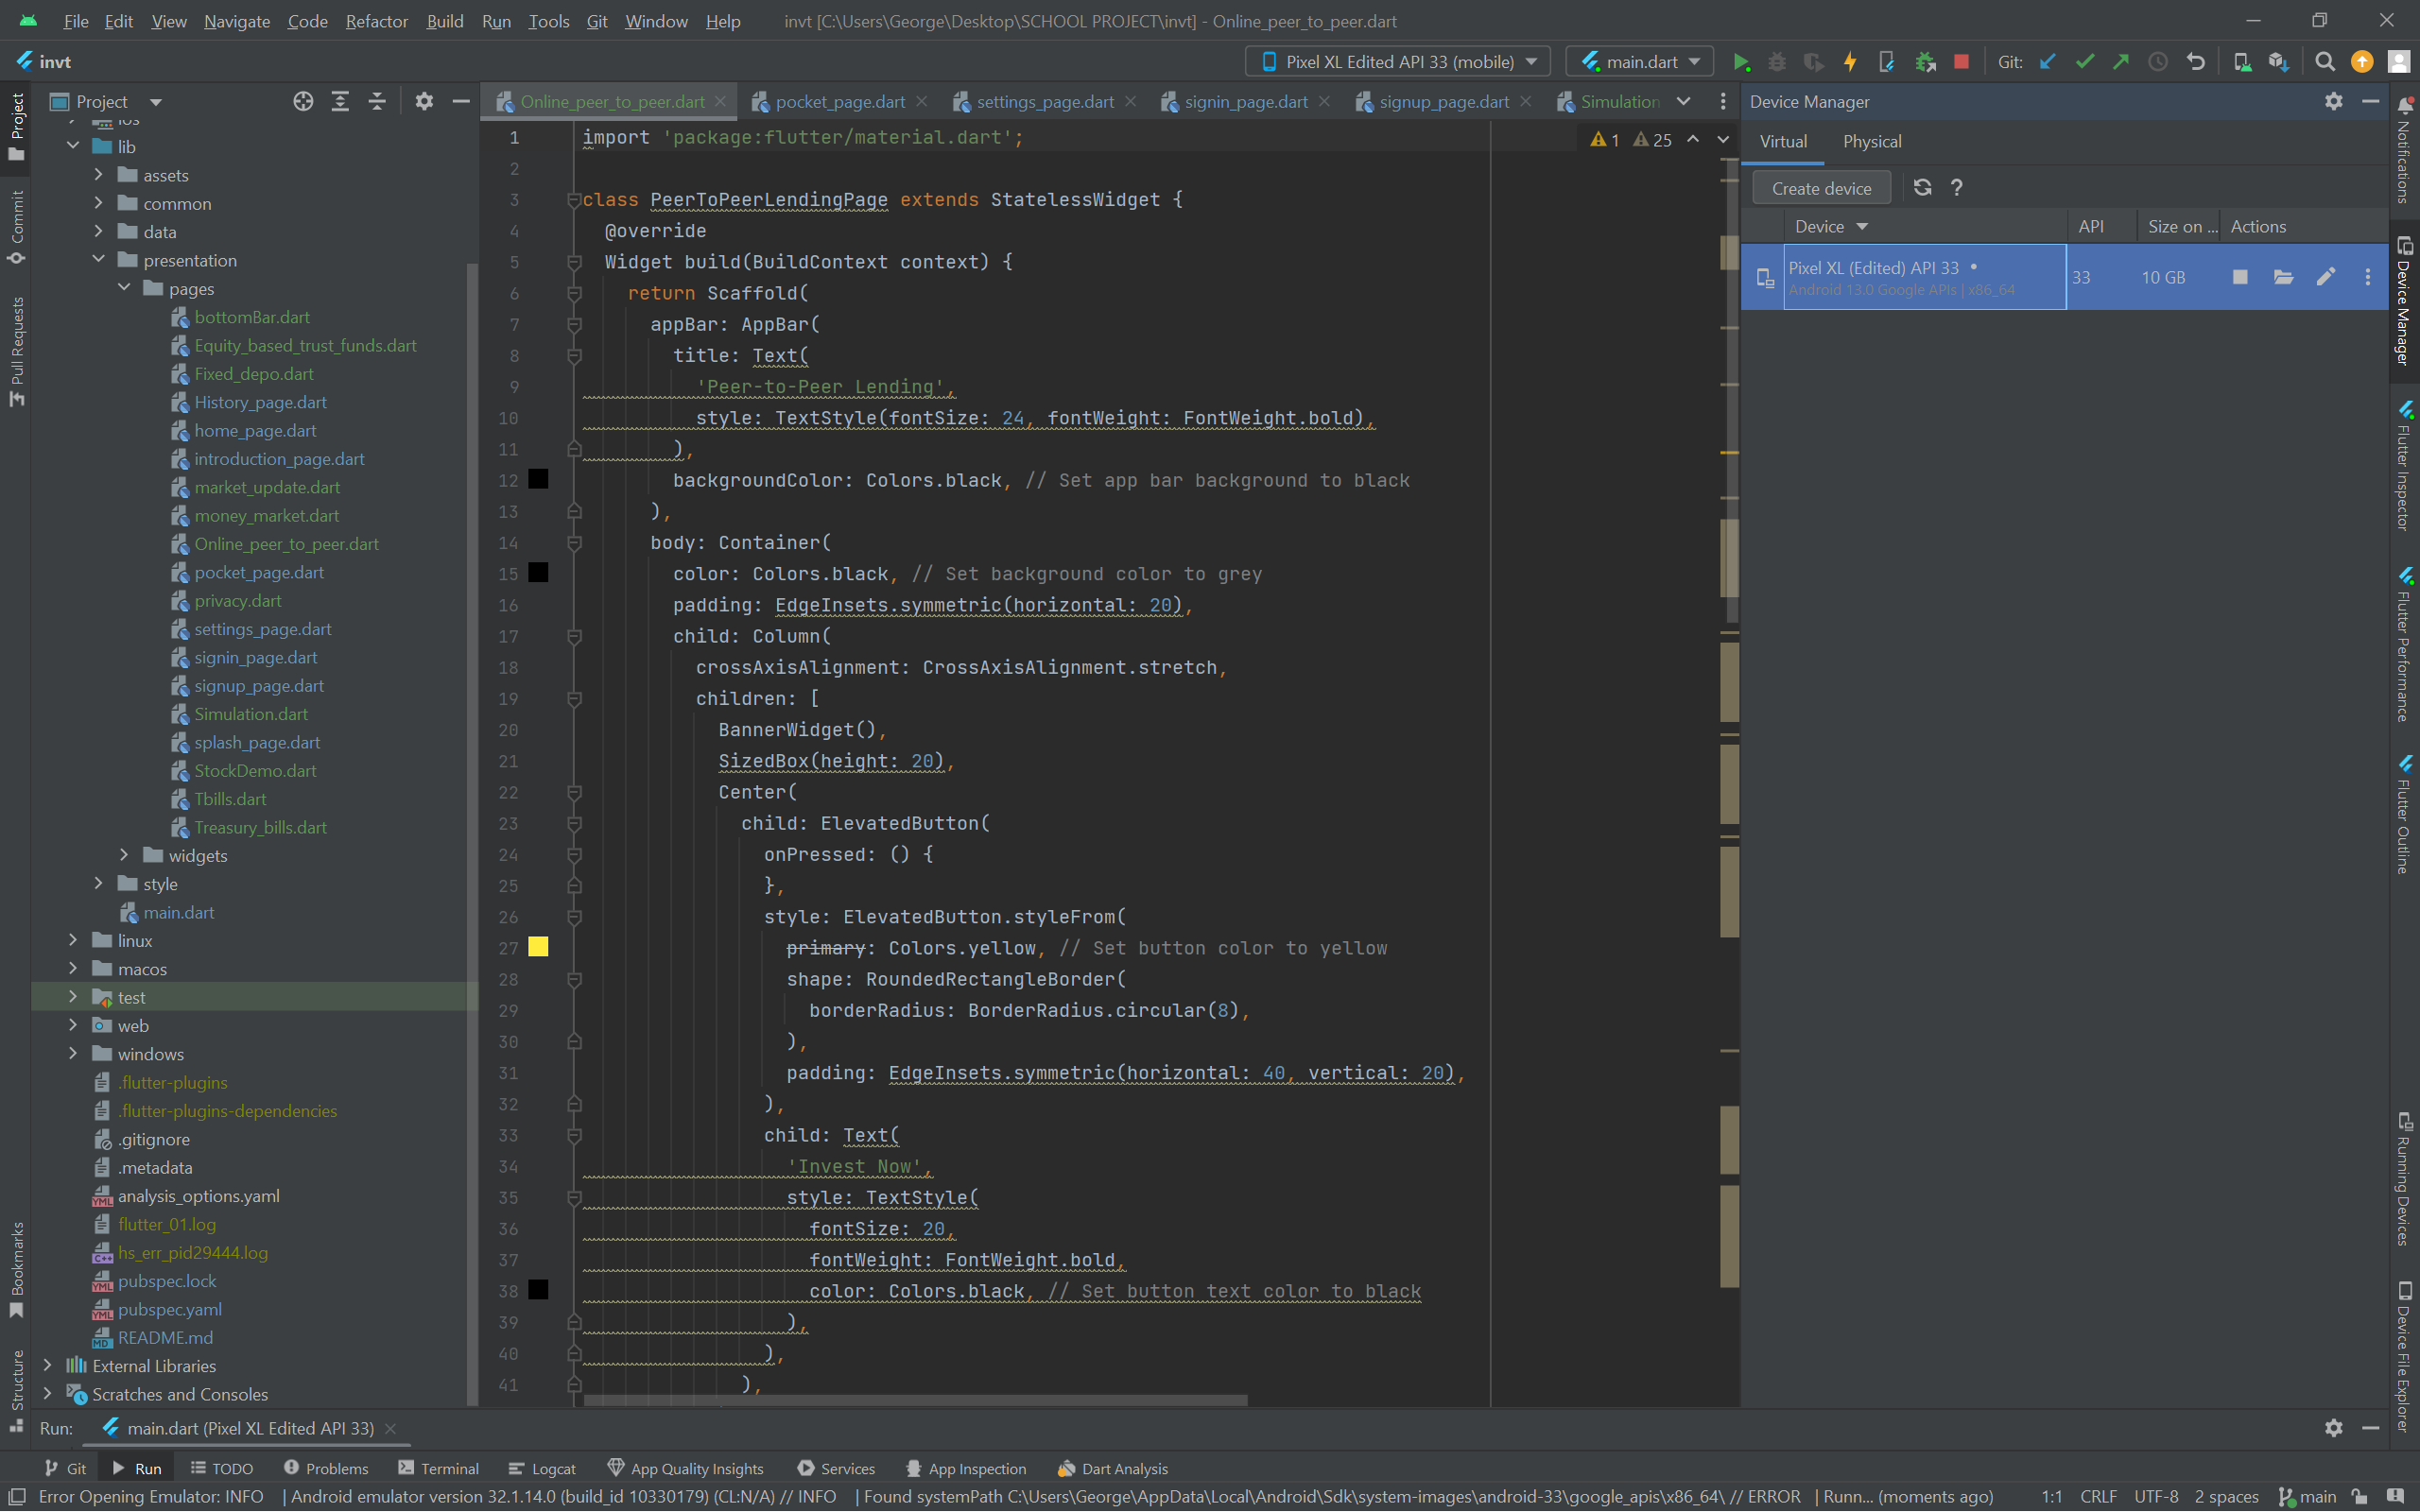 File Edit View Navigate Code Refactor Build Run Tools Git Window Help invt [C:\Users\George\Desktop\SCHOOL PROJECT\invt] - Online_peer_to_peer.dart
invt Pixel XL Edited API 33 (mobile) main.dart Git:
Project
Online_peer_to_peer.dart pocket_page.dart settings_page.dart signin_page.dart signup_page.dart Simulation
Device Manager
Virtual Physical
Create device ?
Device API Size on ... Actions
Pixel XL (Edited) API 33 • 33 10 GB
Android 13.0 Google APIs | x86_64
Project
Commit
Pull Requests
Bookmarks
Structure
ios
lib
assets
common
data
presentation
pages
bottomBar.dart
Equity_based_trust_funds.dart
Fixed_depo.dart
History_page.dart
home_page.dart
introduction_page.dart
market_update.dart
money_market.dart
Online_peer_to_peer.dart
pocket_page.dart
privacy.dart
settings_page.dart
signin_page.dart
signup_page.dart
Simulation.dart
splash_page.dart
StockDemo.dart
Tbills.dart
Treasury_bills.dart
widgets
style
main.dart
linux
macos
test
web
windows
.flutter-plugins
.flutter-plugins-dependencies
.gitignore
.metadata
analysis_options.yaml
flutter_01.log
hs_err_pid29444.log
pubspec.lock
pubspec.yaml
README.md
External Libraries
Scratches and Consoles
1 25
1 import 'package:flutter/material.dart';
2
3 class PeerToPeerLendingPage extends StatelessWidget {
4 @override
5 Widget build(BuildContext context) {
6 return Scaffold(
7 appBar: AppBar(
8 title: Text(
9 'Peer-to-Peer Lending',
10 style: TextStyle(fontSize: 24, fontWeight: FontWeight.bold),
11 ),
12 backgroundColor: Colors.black, // Set app bar background to black
13 ),
14 body: Container(
15 color: Colors.black, // Set background color to grey
16 padding: EdgeInsets.symmetric(horizontal: 20),
17 child: Column(
18 crossAxisAlignment: CrossAxisAlignment.stretch,
19 children: [
20 BannerWidget(),
21 SizedBox(height: 20),
22 Center(
23 child: ElevatedButton(
24 onPressed: () {
25 },
26 style: ElevatedButton.styleFrom(
27 primary: Colors.yellow, // Set button color to yellow
28 shape: RoundedRectangleBorder(
29 borderRadius: BorderRadius.circular(8),
30 ),
31 padding: EdgeInsets.symmetric(horizontal: 40, vertical: 20),
32 ),
33 child: Text(
34 'Invest Now',
35 style: TextStyle(
36 fontSize: 20,
37 fontWeight: FontWeight.bold,
38 color: Colors.black, // Set button text color to black
39 ),
40 ),
41 ),
Notifications
Device Manager
Flutter Inspector
Flutter Performance
Flutter Outline
Running Devices
Device File Explorer
Run: main.dart (Pixel XL Edited API 33)
Git Run TODO Problems Terminal Logcat App Quality Insights Services App Inspection Dart Analysis
Error Opening Emulator: INFO | Android emulator version 32.1.14.0 (build_id 10330179) (CL:N/A) // INFO | Found systemPath C:\Users\George\AppData\Local\Android\Sdk\system-images\android-33\google_apis\x86_64\ // ERROR | Runn... (moments ago) 1:1 CRLF UTF-8 2 spaces main